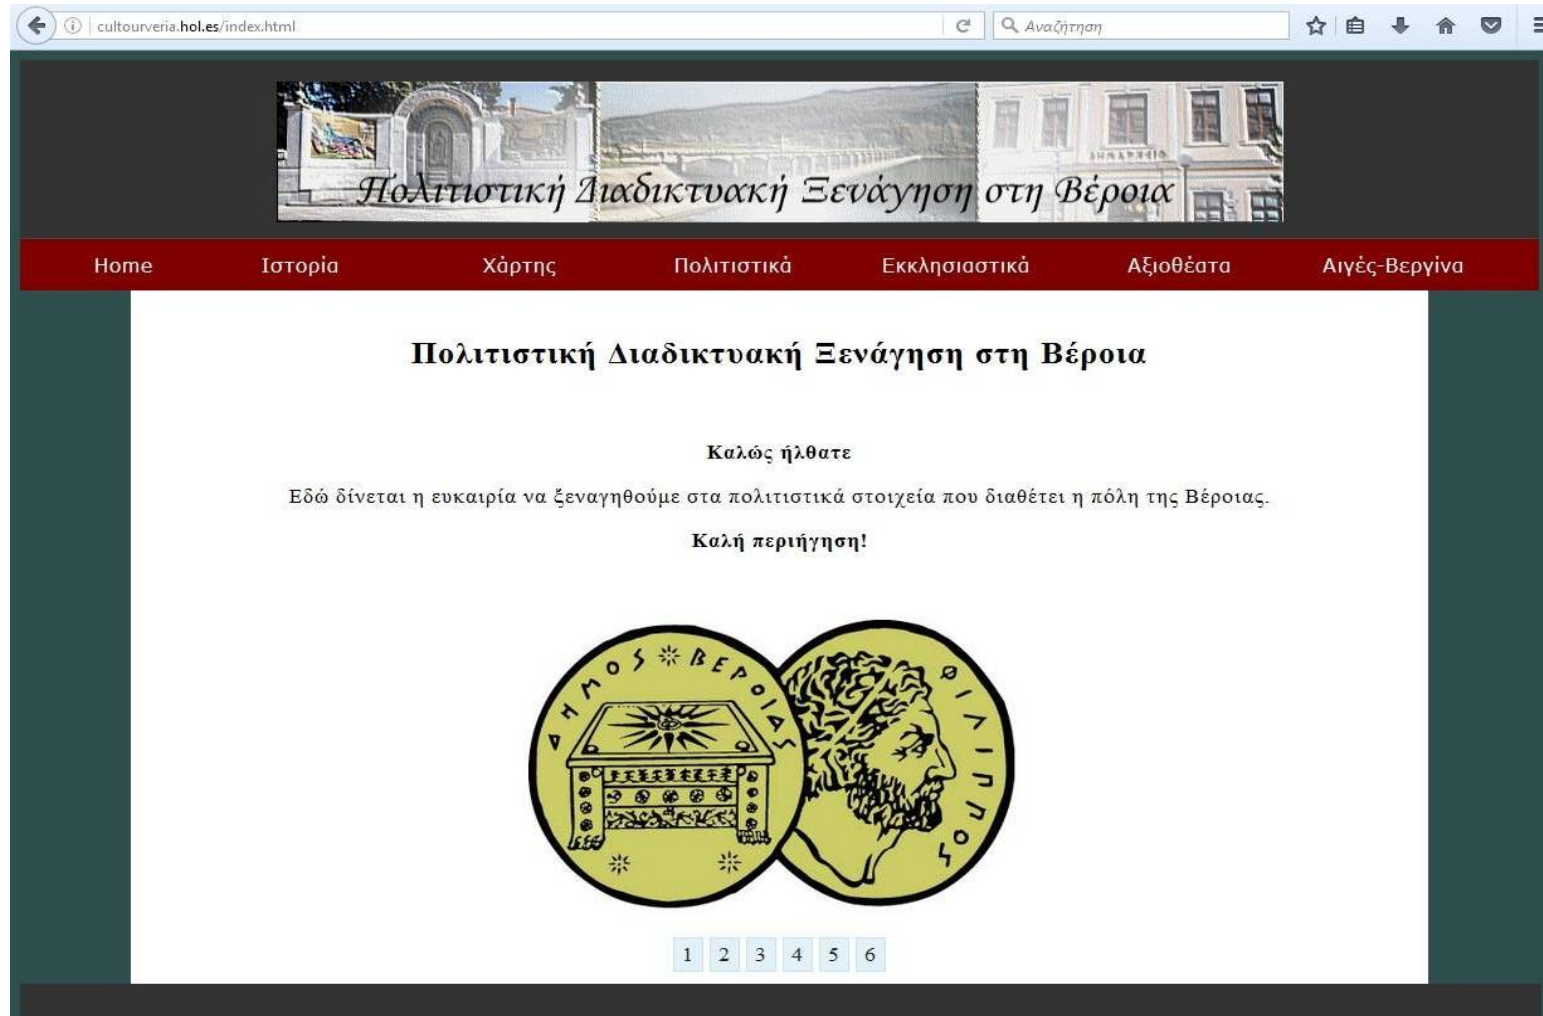 cultourveria.hol.es/index.html
Αναζήτηση
ΔΗΜΑΡΧΕΙΟ
Πολιτιστική Διαδικτυακή Ξενάγηση στη Βέροια
Home Ιστορία Χάρτης Πολιτιστικά Εκκλησιαστικά Αξιοθέατα Αιγές-Βεργίνα
Πολιτιστική Διαδικτυακή Ξενάγηση στη Βέροια
Καλώς ήλθατε
Εδώ δίνεται η ευκαιρία να ξεναγηθούμε στα πολιτιστικά στοιχεία που διαθέτει η πόλη της Βέροιας.
Καλή περιήγηση!
ΔΗΜΟΣ ΒΕΡΟΙΑΣ
ΦΙΛΙΠΠΟΣ
1 2 3 4 5 6